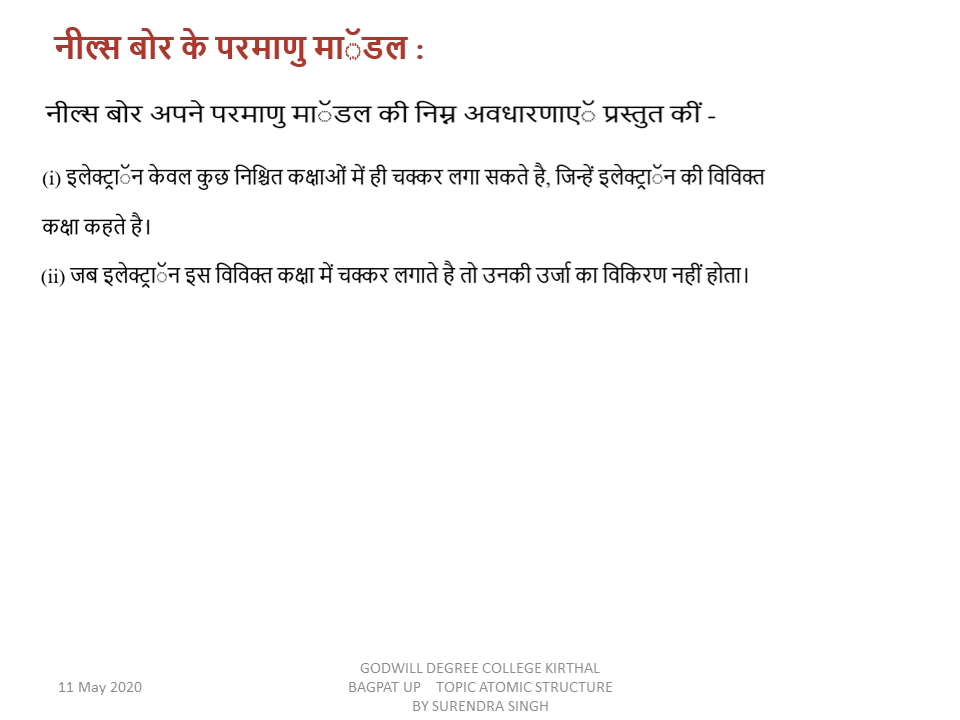 नील्स बोर के परमाणु माॅडल :
नील्स बोर अपने परमाणु माॅडल की निम्न अवधारणाएॅ प्रस्तुत कीं -
(i) इलेक्ट्राॅन केवल कुछ निश्चित कक्षाओं में ही चक्कर लगा सकते है, जिन्हें इलेक्ट्राॅन की विविक्त
कक्षा कहते है।
(ii) जब इलेक्ट्राॅन इस विविक्त कक्षा में चक्कर लगाते है तो उनकी उर्जा का विकिरण नहीं होता।
GODWILL DEGREE COLLEGE KIRTHAL
11 May 2020
BAGPAT UP TOPIC ATOMIC STRUCTURE
BY SURENDRA SINGH